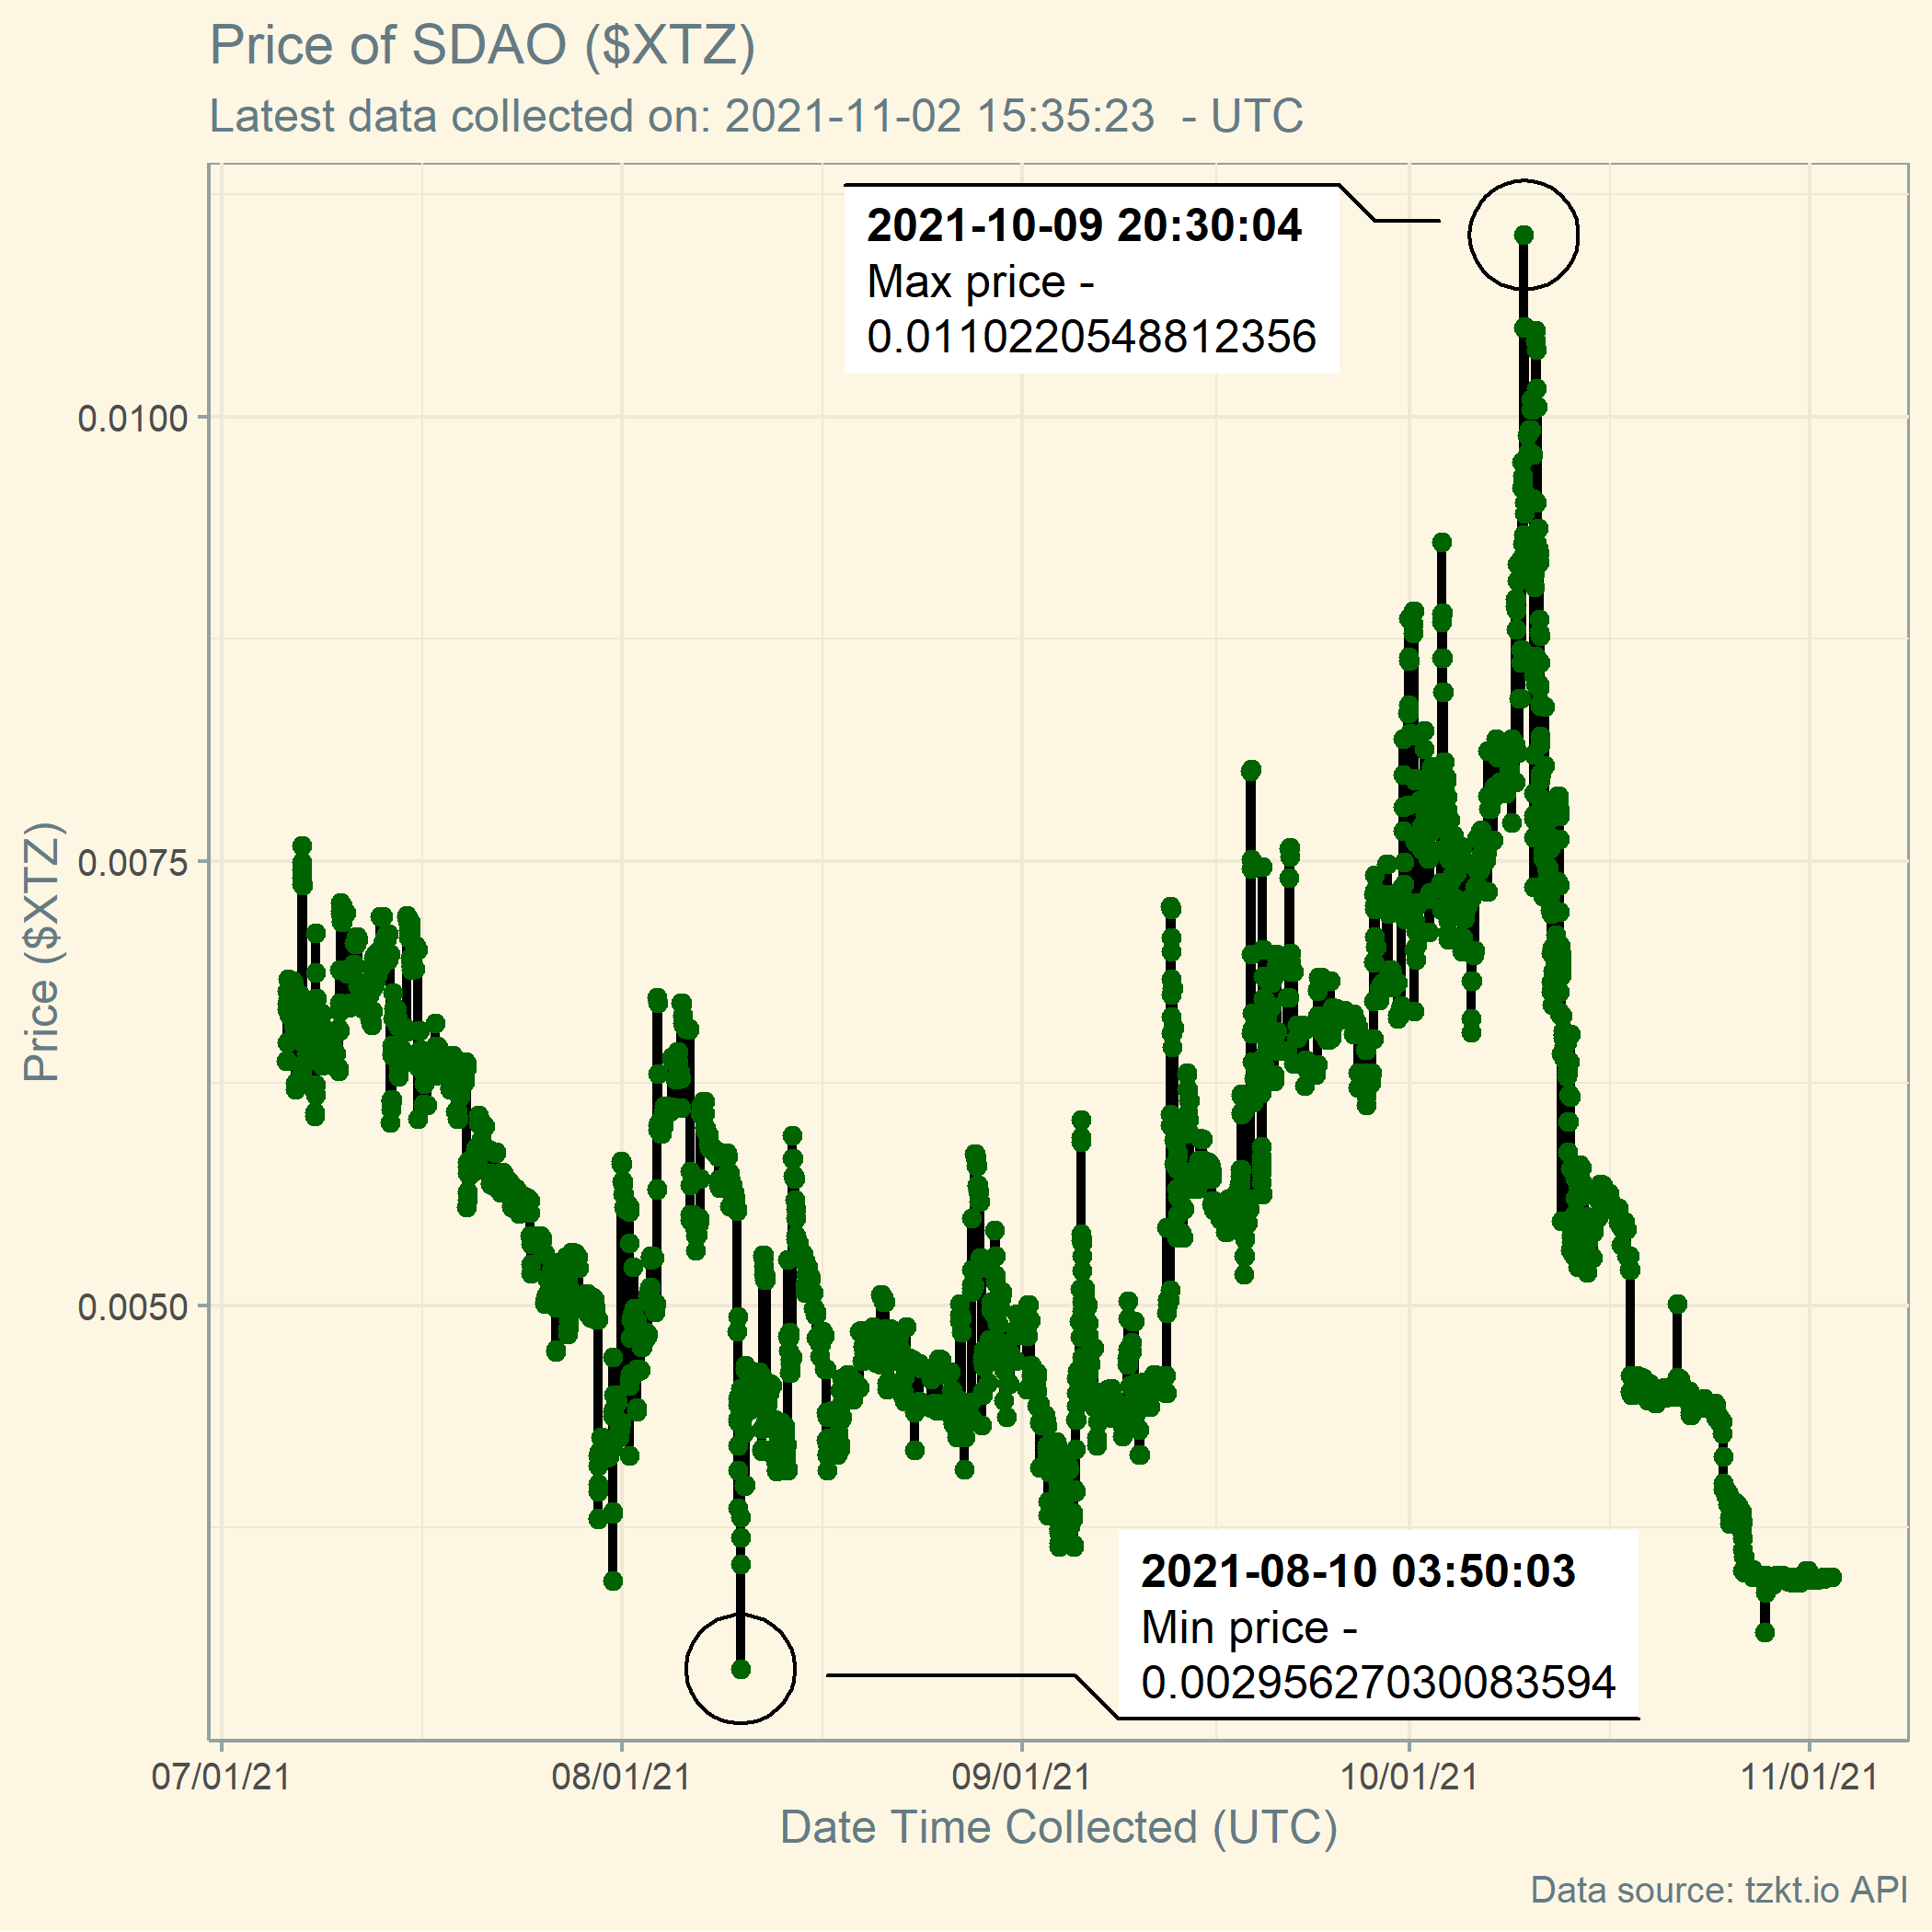 Price of SDAO ($XTZ)
Latest data collected on: 2021-11-02 15:35:23  - UTC
2021-10-09 20:30:04
Max price -
0.0110220548812356
0.0100
0.0075
0.0050
Price ($XTZ)
2021-08-10 03:50:03
Min price -
0.00295627030083594
07/01/21
08/01/21
09/01/21
10/01/21
11/01/21
Date Time Collected (UTC)
Data source: tzkt.io API